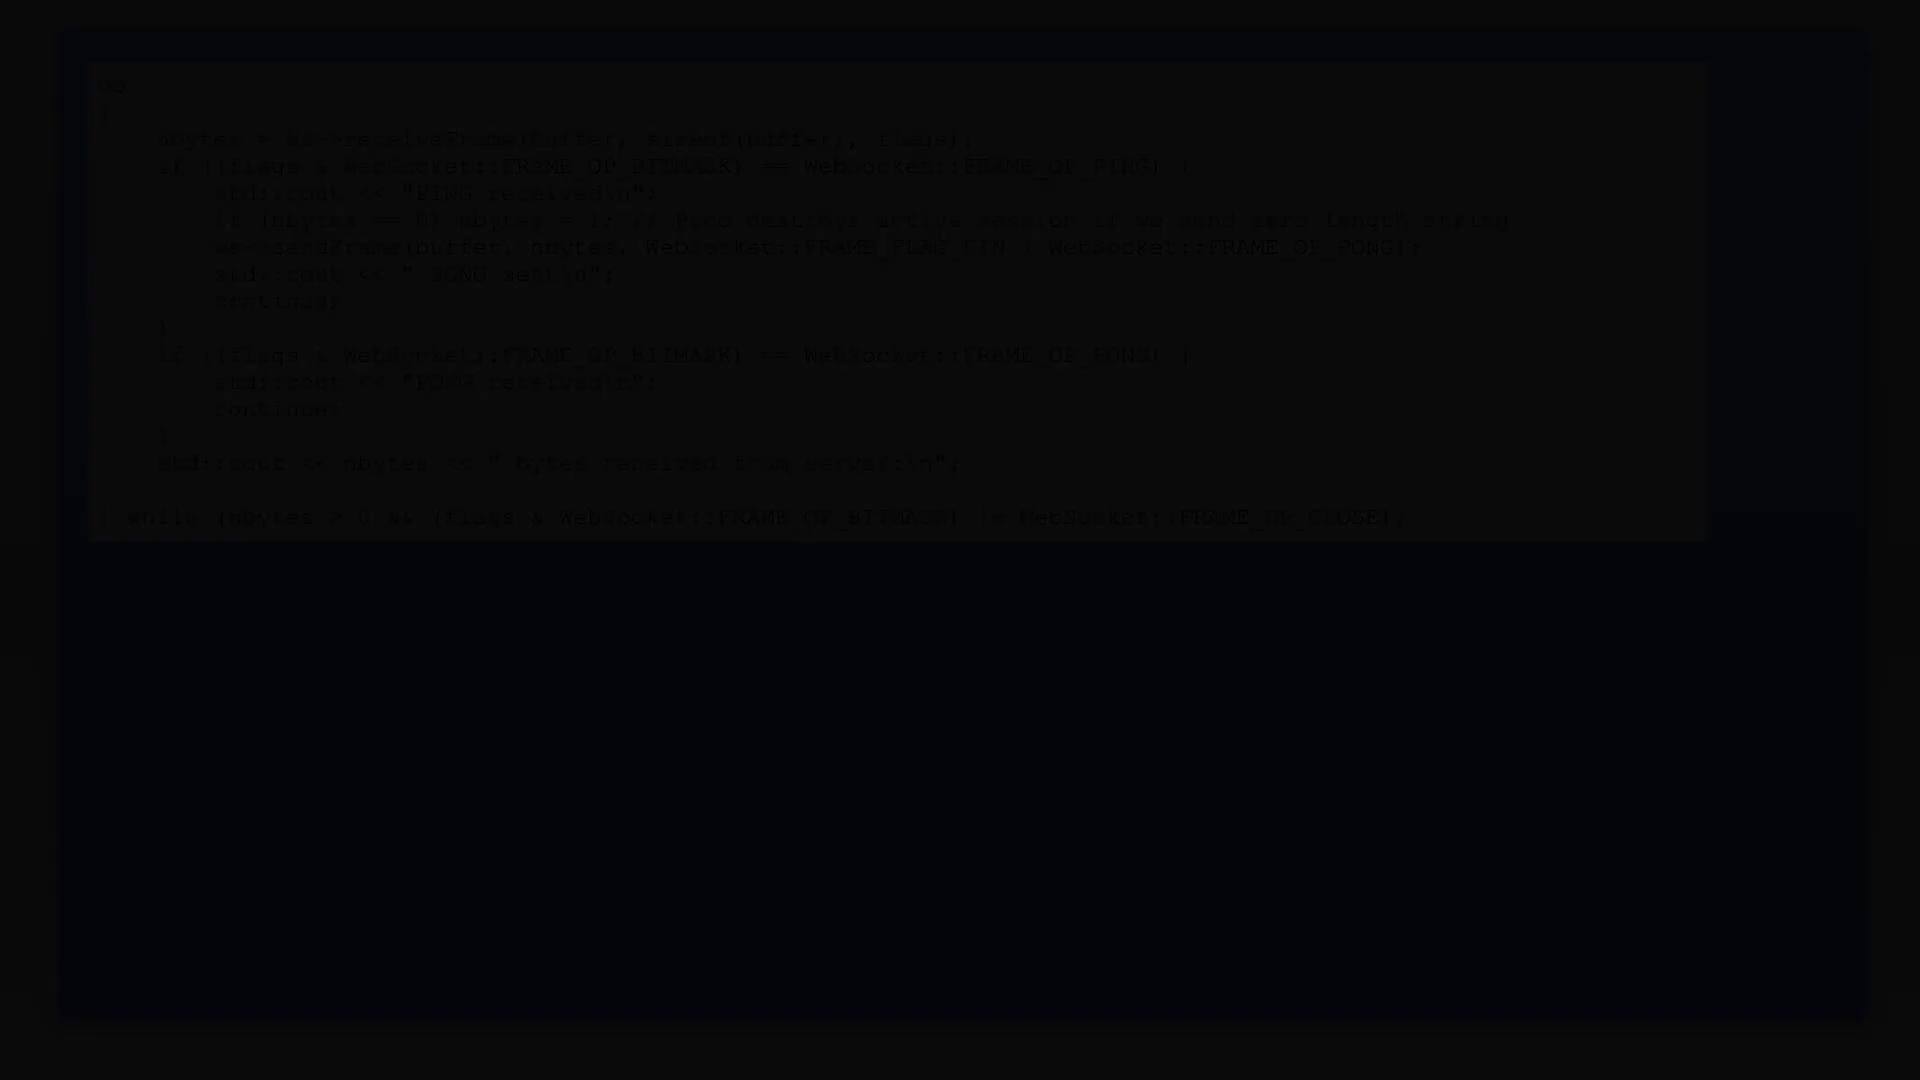 do
{
    nbytes = ws->receiveFrame(buffer, sizeof(buffer), flags);
    if ((flags & WebSocket::FRAME_OP_BITMASK) == WebSocket::FRAME_OP_PING) {
        std::cout << "PING received\n";
        if (nbytes == 0) nbytes = 1; // Poco destroys active session if we send zero length string
        ws->sendFrame(buffer, nbytes, WebSocket::FRAME_FLAG_FIN | WebSocket::FRAME_OP_PONG);
        std::cout << " PONG sent\n";
        continue;
    }
    if ((flags & WebSocket::FRAME_OP_BITMASK) == WebSocket::FRAME_OP_PONG) {
        std::cout << "PONG received\n";
        continue;
    }
    std::cout << nbytes << " bytes received from server:\n";
} while (nbytes > 0 && (flags & WebSocket::FRAME_OP_BITMASK) != WebSocket::FRAME_OP_CLOSE);